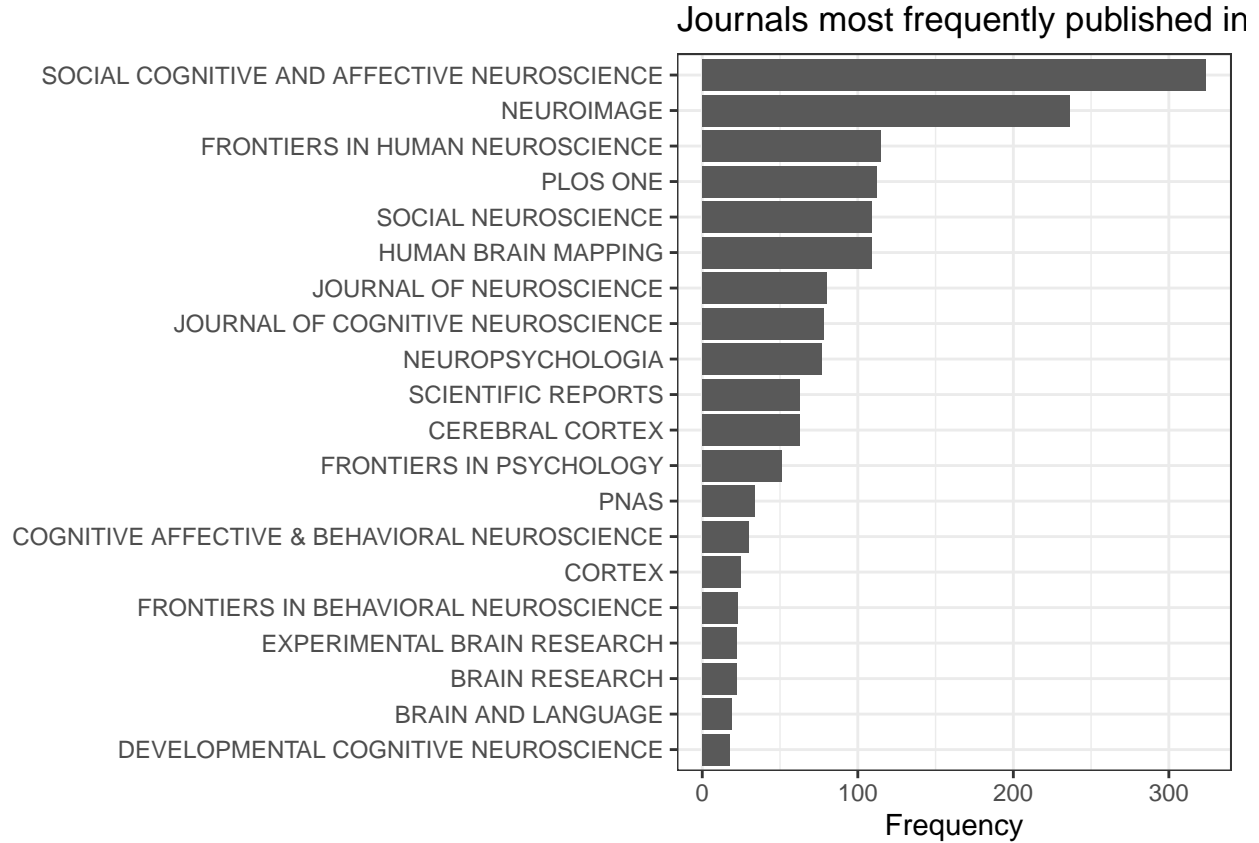 Journals most frequently published in
SOCIAL COGNITIVE AND AFFECTIVE NEUROSCIENCE
NEUROIMAGE
FRONTIERS IN HUMAN NEUROSCIENCE
PLOS ONE
SOCIAL NEUROSCIENCE
HUMAN BRAIN MAPPING
JOURNAL OF NEUROSCIENCE
JOURNAL OF COGNITIVE NEUROSCIENCE
NEUROPSYCHOLOGIA
SCIENTIFIC REPORTS
CEREBRAL CORTEX
FRONTIERS IN PSYCHOLOGY
PNAS
COGNITIVE AFFECTIVE & BEHAVIORAL NEUROSCIENCE
CORTEX
FRONTIERS IN BEHAVIORAL NEUROSCIENCE
EXPERIMENTAL BRAIN RESEARCH
BRAIN RESEARCH
BRAIN AND LANGUAGE
DEVELOPMENTAL COGNITIVE NEUROSCIENCE
0 100 200 300
Frequency